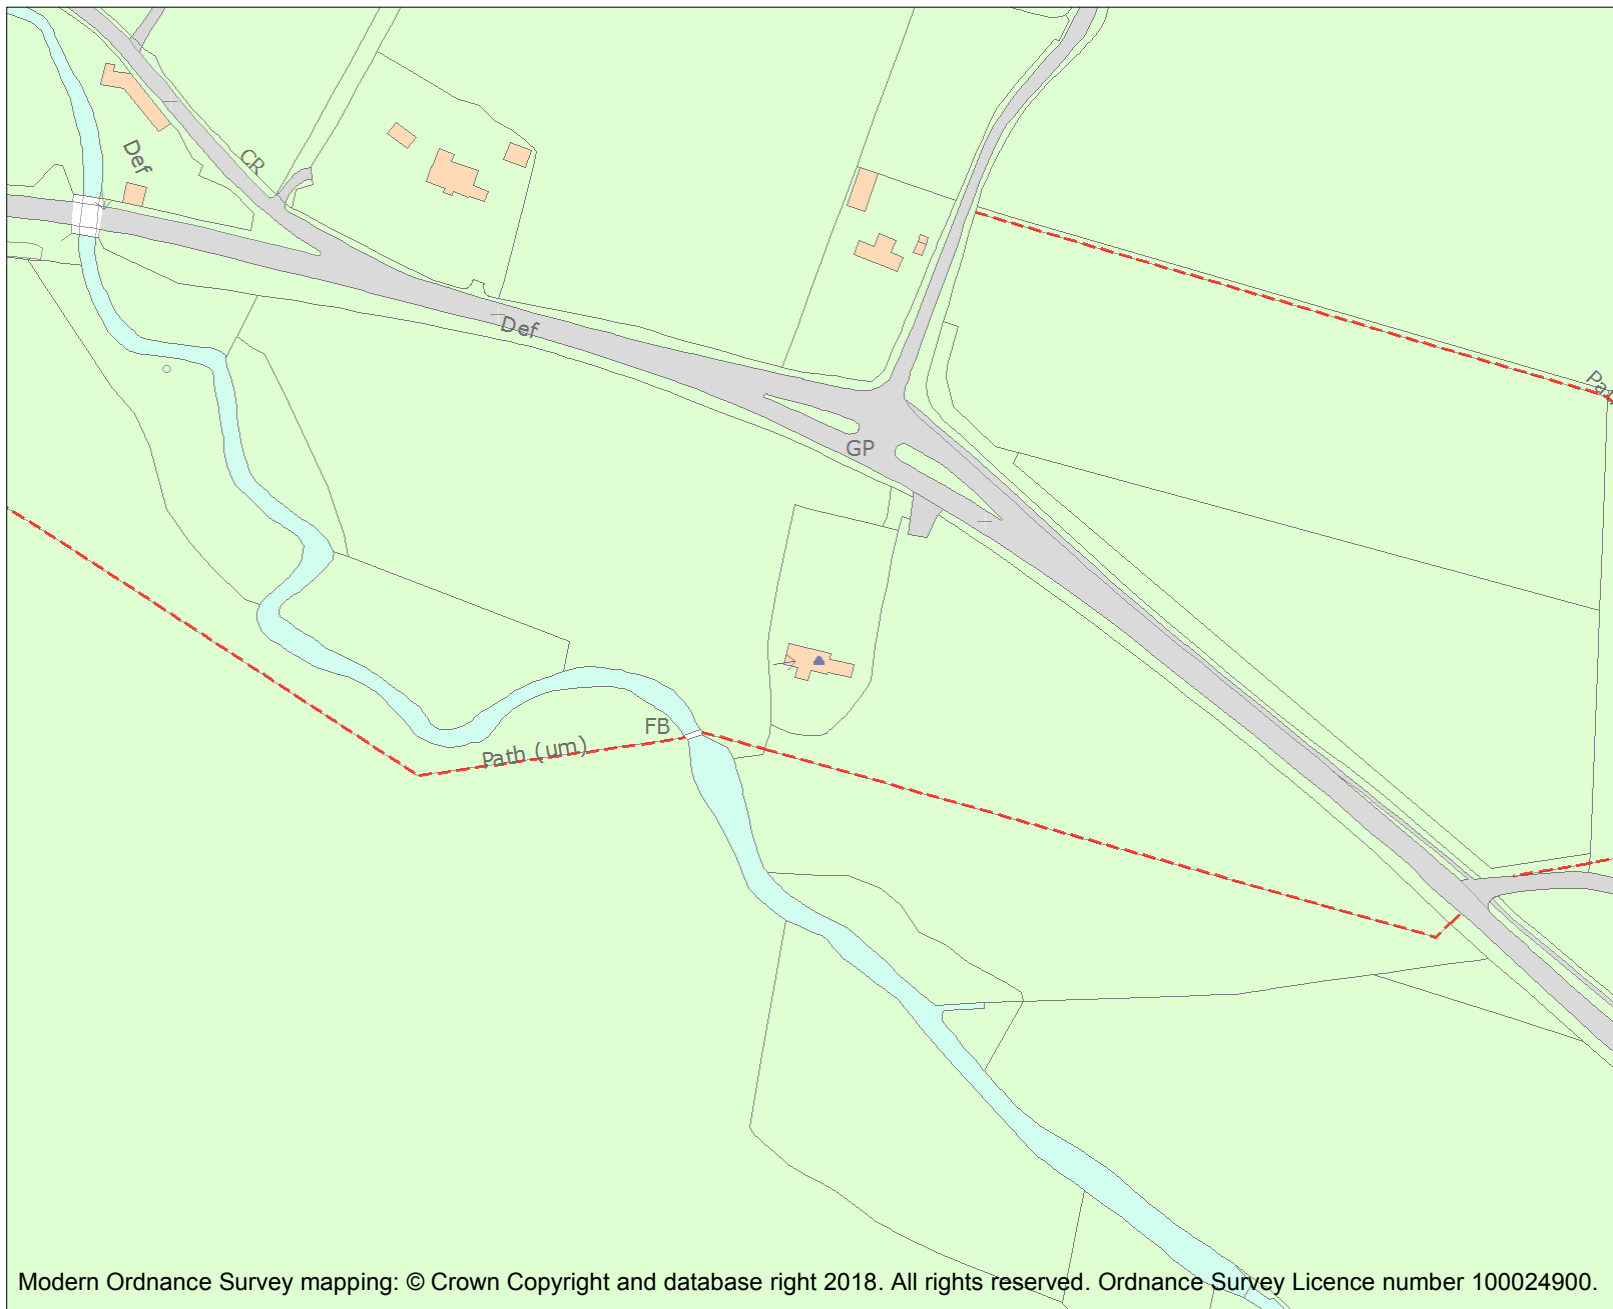 Def
CR
Def
GP
FB
Path (um)
Modern Ordnance Survey mapping: © Crown Copyright and database right 2018. All rights reserved. Ordnance Survey Licence number 100024900.